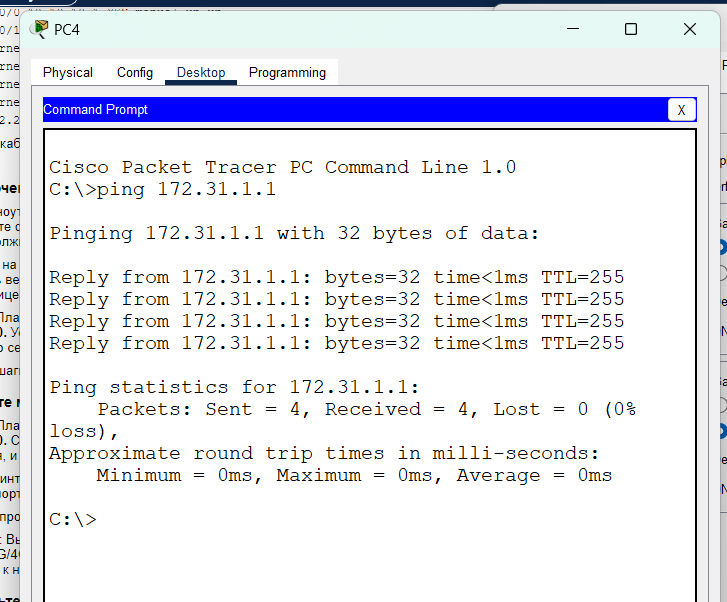 PC4
Physical Config Desktop Programming
Command Prompt
X
Cisco Packet Tracer PC Command Line 1.0
C:\>ping 172.31.1.1
Pinging 172.31.1.1 with 32 bytes of data:
Reply from 172.31.1.1: bytes=32 time<1ms TTL=255
Reply from 172.31.1.1: bytes=32 time<1ms TTL=255
Reply from 172.31.1.1: bytes=32 time<1ms TTL=255
Reply from 172.31.1.1: bytes=32 time<1ms TTL=255
Ping statistics for 172.31.1.1:
Packets: Sent = 4, Received = 4, Lost = 0 (0%
loss),
Approximate round trip times in milli-seconds:
Minimum = 0ms, Maximum = 0ms, Average = 0ms
C:\>